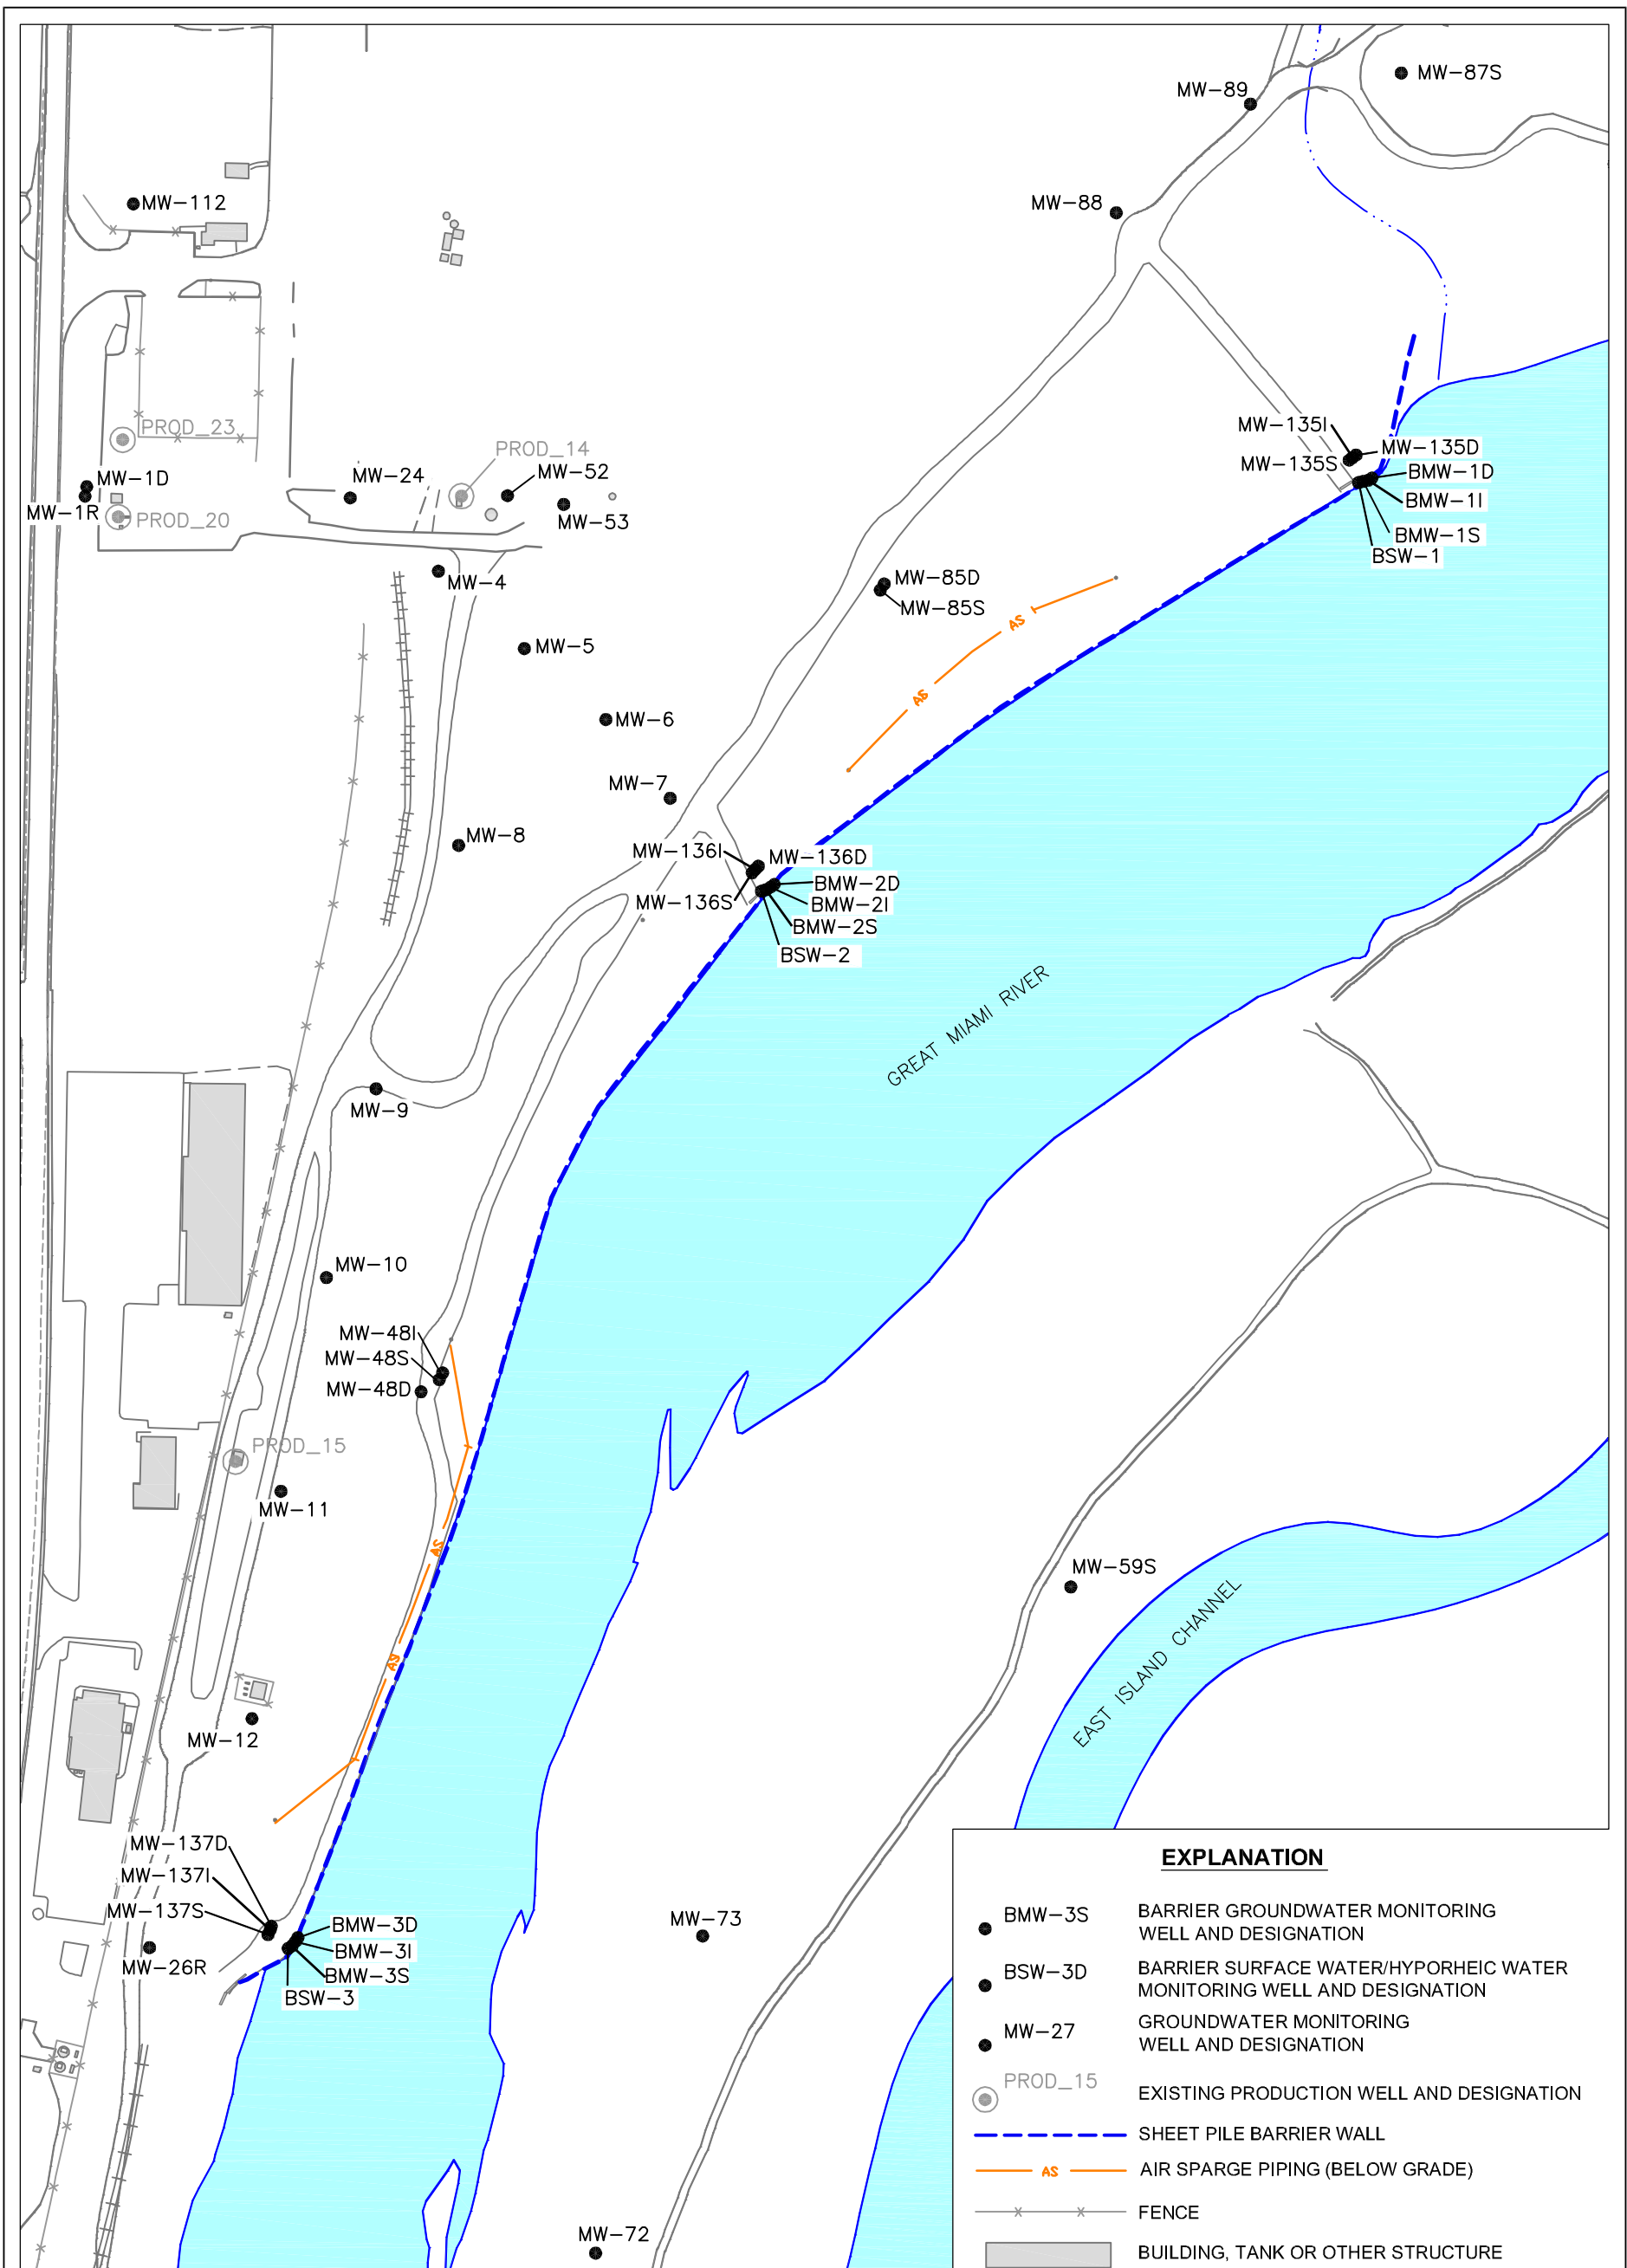 MW-87S
MW-89
MW-112
MW-88
PROD_23
MW-135I
MW-135D
MW-135S
BMW-1D
BMW-1I
BMW-1S
BSW-1
PROD_14
MW-1D
MW-24
MW-52
MW-1R
PROD_20
MW-53
MW-4
MW-85D
MW-85S
AS
MW-5
AS
MW-6
MW-7
MW-8
MW-136I
MW-136D
MW-136S
BMW-2D
BMW-2I
BMW-2S
BSW-2
GREAT MIAMI RIVER
MW-9
MW-10
MW-48I
MW-48S
MW-48D
PROD_15
MW-11
AS
MW-59S
EAST ISLAND CHANNEL
AS
MW-12
MW-137D
MW-137I
MW-137S
MW-26R
BMW-3D
BMW-3I
BMW-3S
BSW-3
MW-73
MW-72
EXPLANATION
BMW-3S BARRIER GROUNDWATER MONITORING
WELL AND DESIGNATION
BSW-3D BARRIER SURFACE WATER/HYPORHEIC WATER
MONITORING WELL AND DESIGNATION
MW-27 GROUNDWATER MONITORING
WELL AND DESIGNATION
PROD_15 EXISTING PRODUCTION WELL AND DESIGNATION
SHEET PILE BARRIER WALL
AS AIR SPARGE PIPING (BELOW GRADE)
FENCE
BUILDING, TANK OR OTHER STRUCTURE